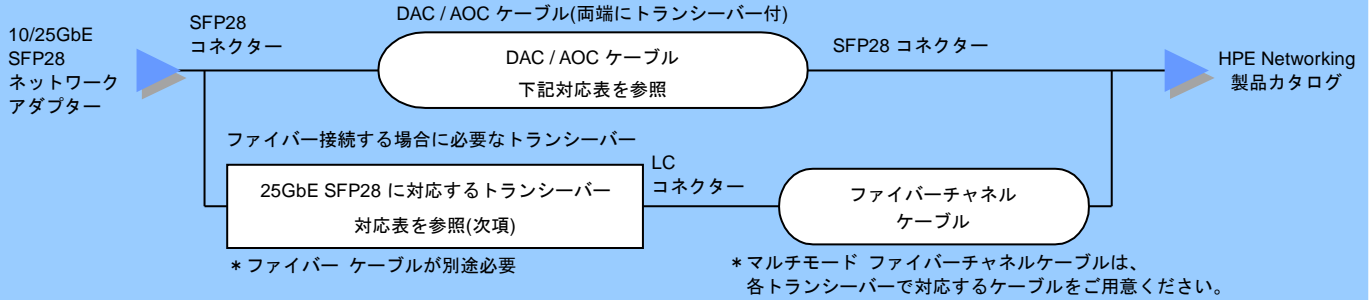 10/25GbE
SFP28
ネットワーク
アダプター
SFP28
コネクター
DAC / AOC ケーブル(両端にトランシーバー付)
DAC / AOC ケーブル
下記対応表を参照
SFP28 コネクター
HPE Networking
製品カタログ
ファイバー接続する場合に必要なトランシーバー
25GbE SFP28 に対応するトランシーバー
対応表を参照(次項)
＊ファイバー ケーブルが別途必要
LC
コネクター
ファイバーチャネル
ケーブル
＊マルチモード ファイバーチャネルケーブルは、
各トランシーバーで対応するケーブルをご用意ください。